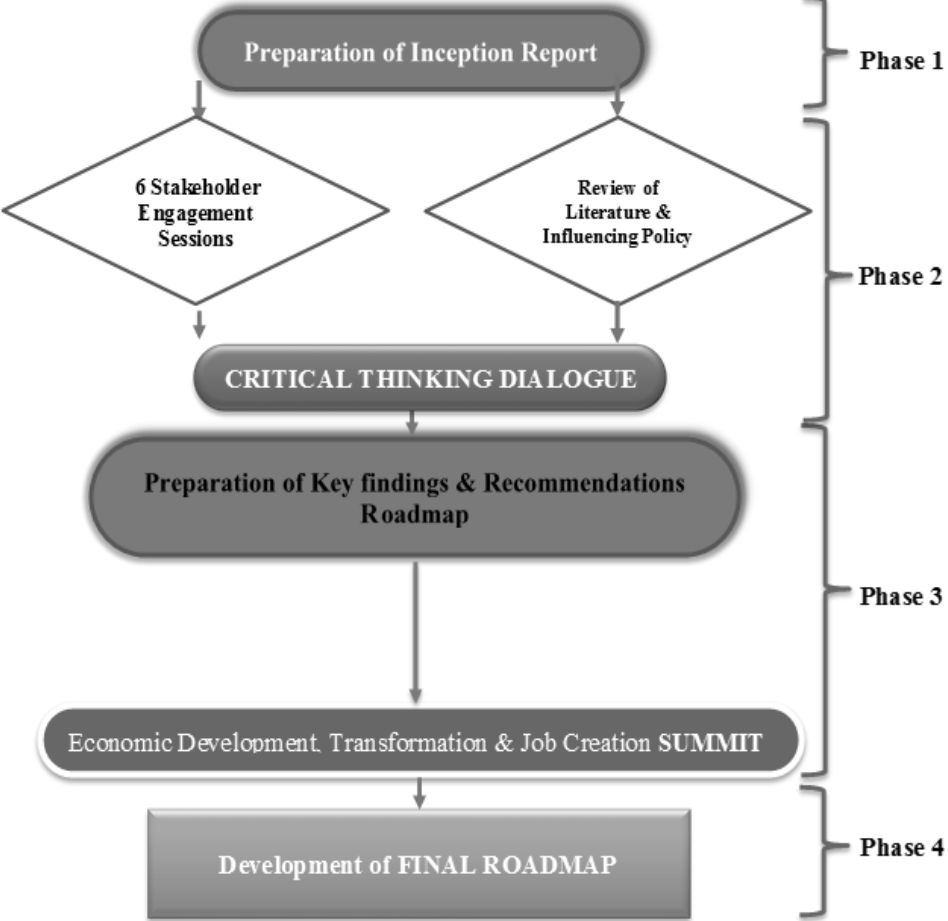 Preparation of Inception Report
Phase 1
6 Stakeholder
Engagement
Sessions
Review of
Literature &
Influencing Policy
Phase 2
CRITICAL THINKING DIALOGUE
Preparation of Key findings & Recommendations
Roadmap
Phase 3
Economic Development, Transformation & Job Creation SUMMIT
Development of FINAL ROADMAP
Phase 4